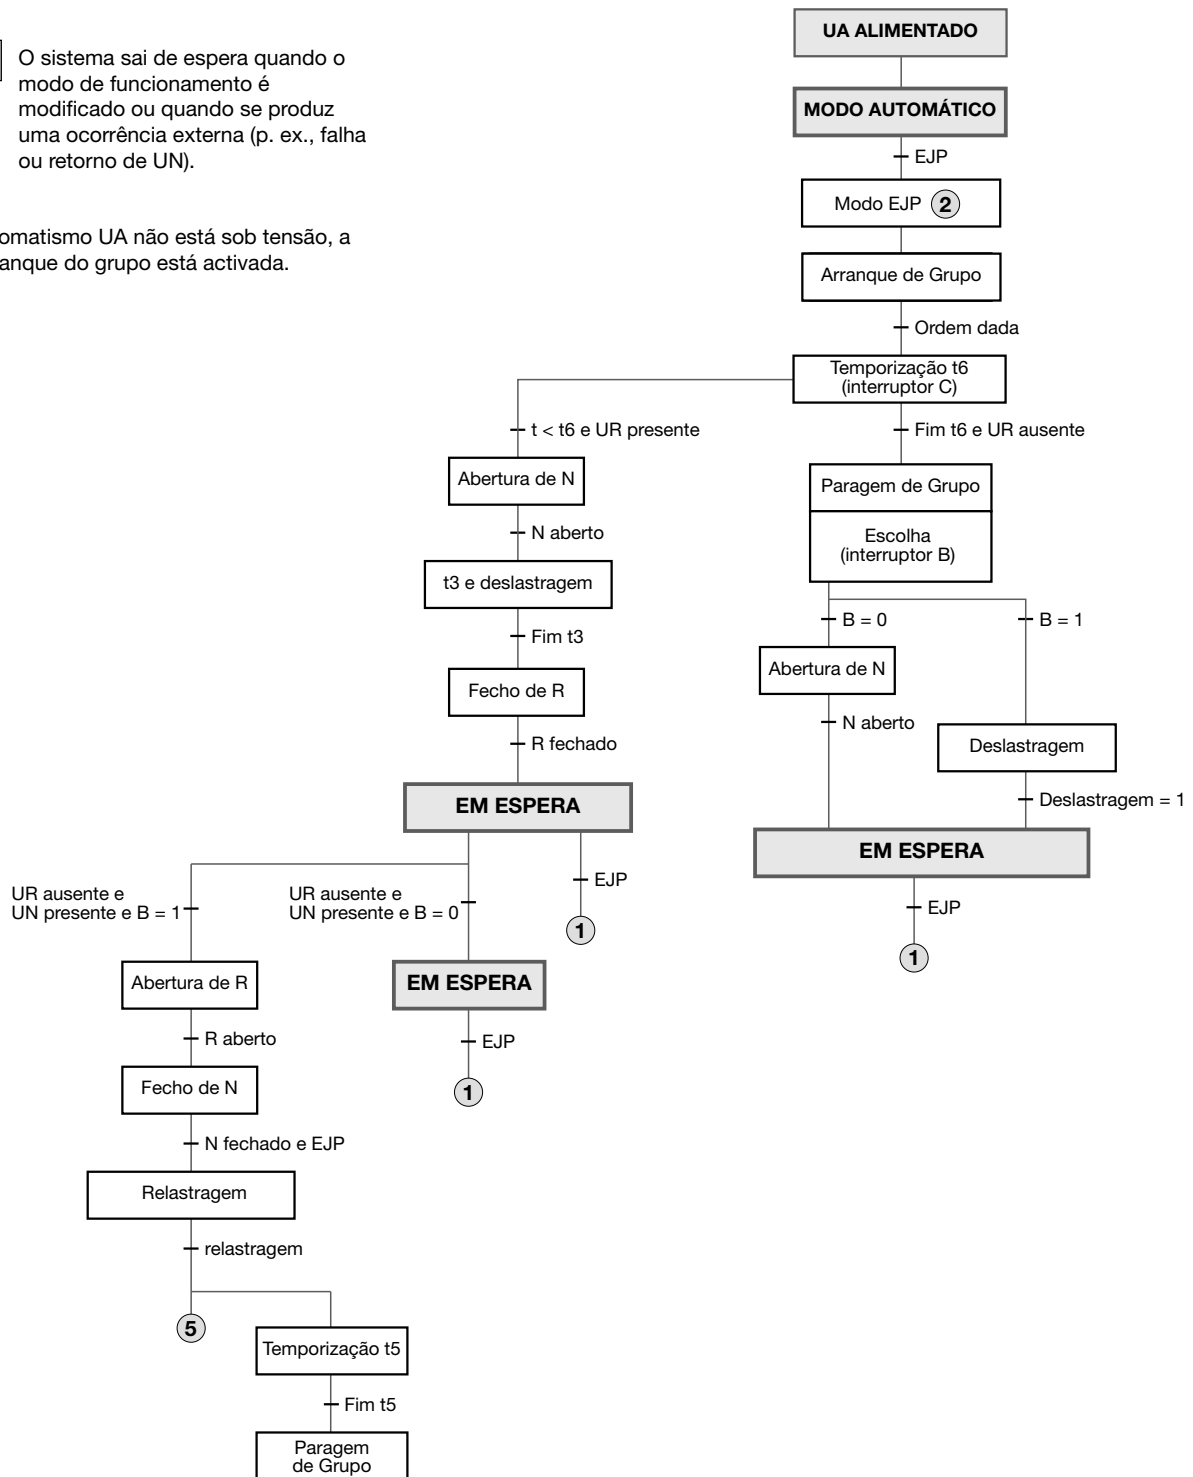 O sistema sai de espera quando o
modo de funcionamento é
modificado ou quando se produz
uma ocorrência externa (p. ex., falha
ou retorno de UN).
omatismo UA não está sob tensão, a
anque do grupo está activada.
UA ALIMENTADO
MODO AUTOMÁTICO
EJP
Modo EJP 2
Arranque de Grupo
Ordem dada
Temporização t6
(interruptor C)
t < t6 e UR presente
Fim t6 e UR ausente
Abertura de N
Paragem de Grupo
N aberto
Escolha
(interruptor B)
t3 e deslastragem
B = 0
B = 1
Fim t3
Abertura de N
Fecho de R
N aberto
R fechado
Deslastragem
Deslastragem = 1
EM ESPERA
EM ESPERA
EJP
UR ausente e
UN presente e B = 1
UR ausente e
UN presente e B = 0
EJP
1
1
Abertura de R
EM ESPERA
R aberto
EJP
Fecho de N
1
N fechado e EJP
Relastragem
relastragem
5
Temporização t5
Fim t5
Paragem
de Grupo